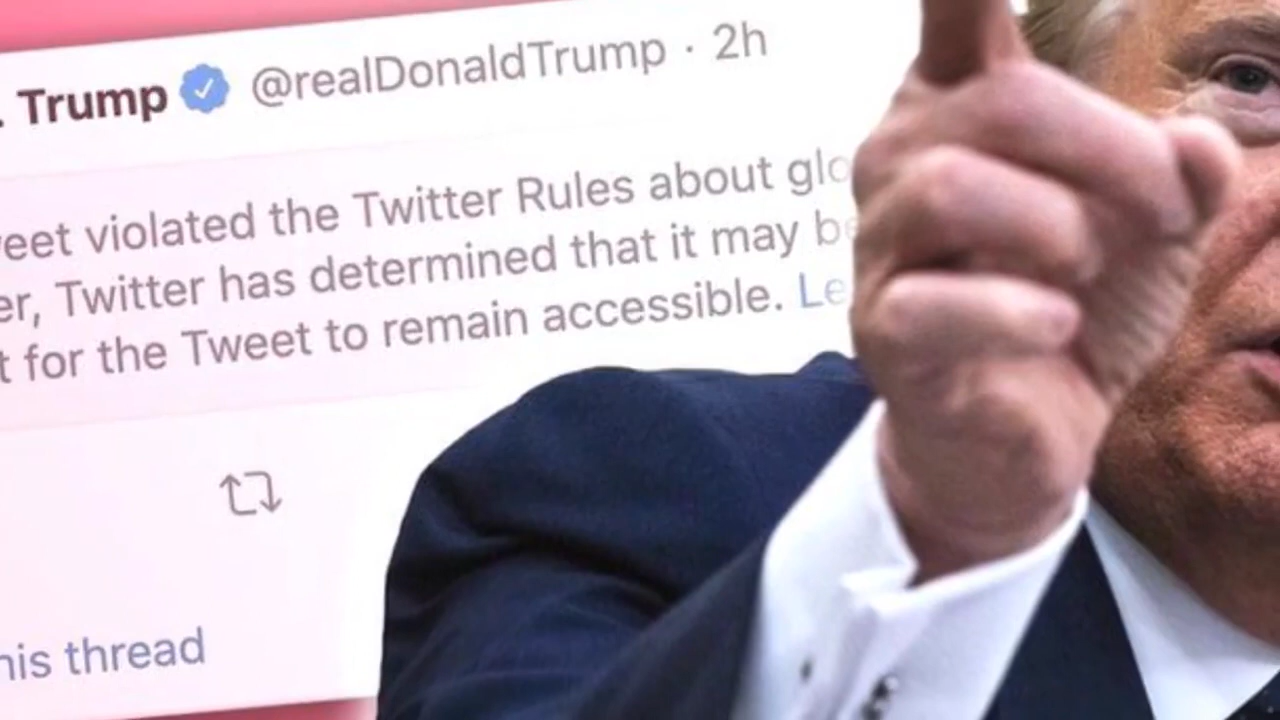 . Trump @realDonaldTrump · 2h
eet violated the Twitter Rules about glo
er, Twitter has determined that it may be
t for the Tweet to remain accessible. Le
his thread